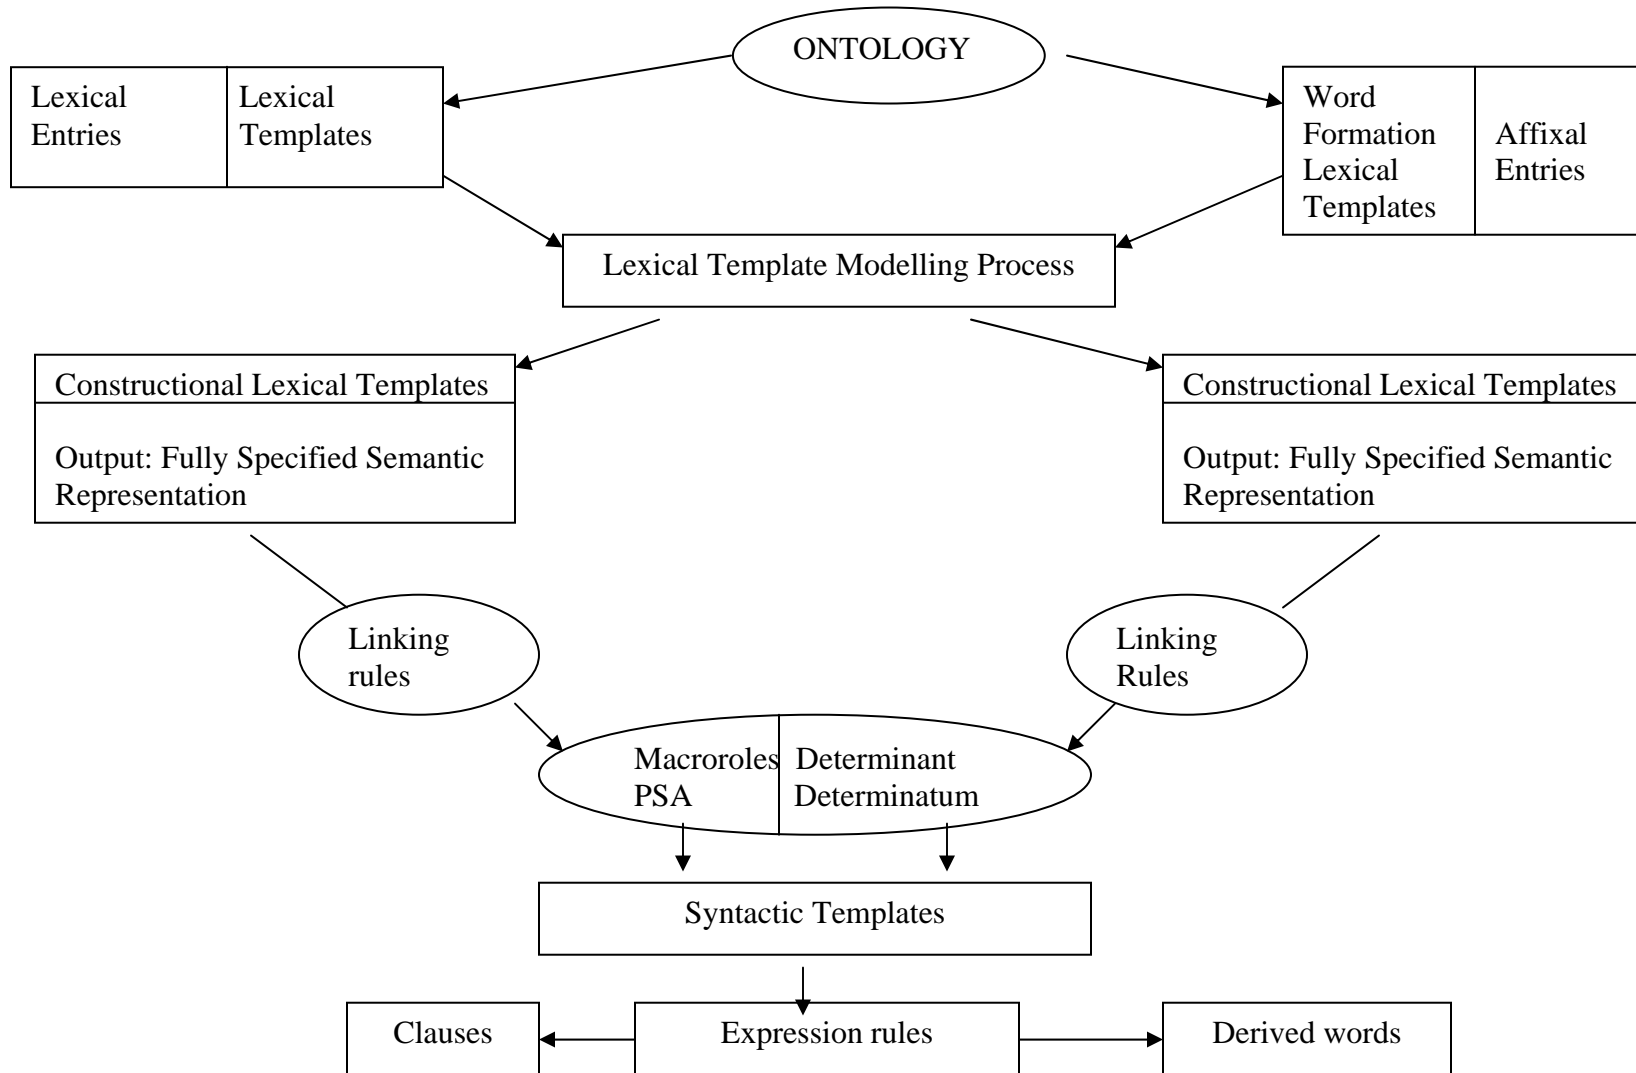 ONTOLOGY
Lexical
Entries
Lexical
Templates
Word
Formation
Lexical
Templates
Affixal
Entries
Lexical Template Modelling Process
Constructional Lexical Templates
Output: Fully Specified Semantic
Representation
Constructional Lexical Templates
Output: Fully Specified Semantic
Representation
Linking
rules
Linking
Rules
Macroroles
PSA
Determinant
Determinatum
Syntactic Templates
Clauses
Expression rules
Derived words